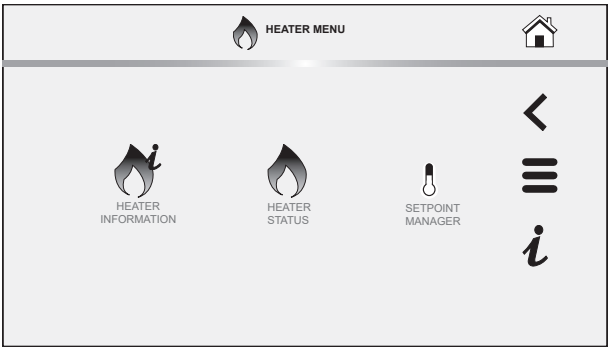 HEATER MENU
HEATER
INFORMATION
HEATER
STATUS
SETPOINT
MANAGER